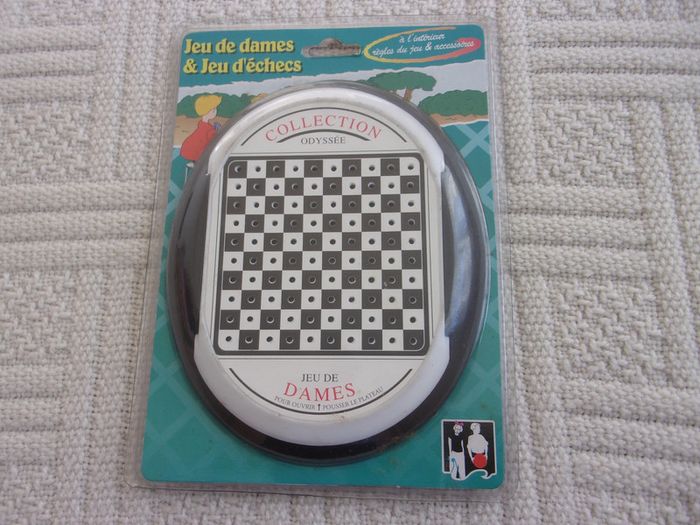 Jeu de dames
& Jeu d'échecs
à l'intérieur
règles du jeu & accessoires
COLLECTION
ODYSSÉE
JEU DE
DAMES
POUR OUVRIR POUSSER LE PLATEAU